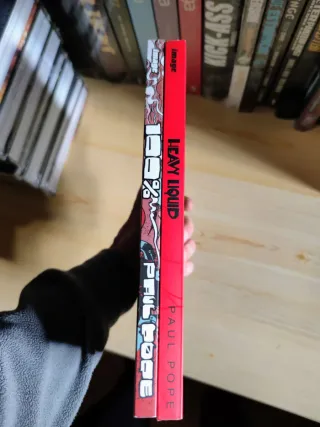 100%
PAUL POPE
image
HEAVY LIQUID
PAUL POPE